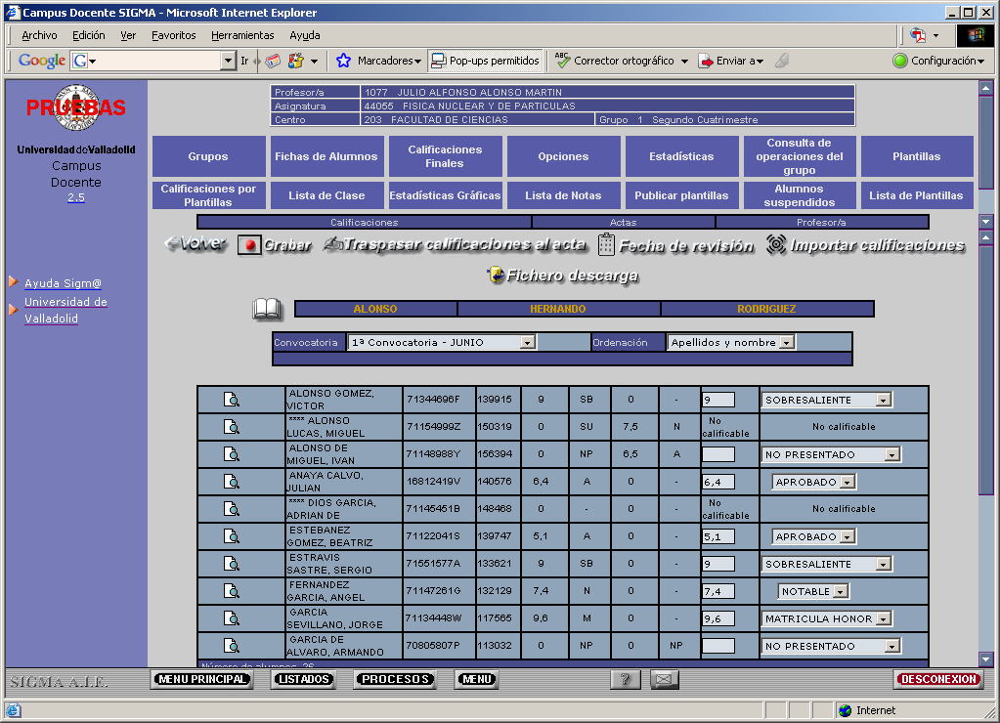 Campus Docente SIGMA - Microsoft Internet Explorer
Archivo Edición Ver Favoritos Herramientas Ayuda
Google G Ir Marcadores Pop-ups permitidos ABC Corrector ortográfico Enviar a Configuración
PRUEBAS
Universidad de Valladolid
Campus
Docente
2.5
Ayuda Sigm@
Universidad de
Valladolid
Profesor/a 1077 JULIO ALFONSO ALONSO MARTIN
Asignatura 44055 FISICA NUCLEAR Y DE PARTICULAS
Centro 203 FACULTAD DE CIENCIAS Grupo 1 Segundo Cuatrimestre
Grupos Fichas de Alumnos Calificaciones Finales Opciones Estadísticas Consulta de operaciones del grupo Plantillas
Calificaciones por Plantillas Lista de Clase Estadísticas Gráficas Lista de Notas Publicar plantillas Alumnos suspendidos Lista de Plantillas
Calificaciones Actas Profesor/a
Volver Grabar Traspasar calificaciones al acta Fecha de revisión Importar calificaciones
Fichero descarga
ALONSO HERNANDO RODRIGUEZ
Convocatoria 1ª Convocatoria - JUNIO Ordenación Apellidos y nombre
ALONSO GOMEZ, VICTOR 71344696F 139915 9 SB 0 - 9 SOBRESALIENTE
**** ALONSO LUCAS, MIGUEL 71154999Z 150319 0 SU 7,5 N No calificable No calificable
ALONSO DE MIGUEL, IVAN 71148988Y 156394 0 NP 6,5 A NO PRESENTADO
ANAYA CALVO, JULIAN 16812419V 140576 6,4 A 0 - 6,4 APROBADO
**** DIOS GARCIA, ADRIAN DE 71145451B 148468 0 - 0 - No calificable No calificable
ESTEBANEZ GOMEZ, BEATRIZ 71122041S 139747 5,1 A 0 - 5,1 APROBADO
ESTRAVIS SASTRE, SERGIO 71551577A 133621 9 SB 0 - 9 SOBRESALIENTE
FERNANDEZ GARCIA, ANGEL 71147261G 132129 7,4 N 0 - 7,4 NOTABLE
GARCIA SEVILLANO, JORGE 71134448W 117565 9,6 M 0 - 9,6 MATRICULA HONOR
GARCIA DE ALVARO, ARMANDO 70805807P 113032 0 NP 0 NP NO PRESENTADO
Número de alumnos: 26
SIGMA A.I.E. MENU PRINCIPAL LISTADOS PROCESOS MENU ? DESCONEXION
Internet